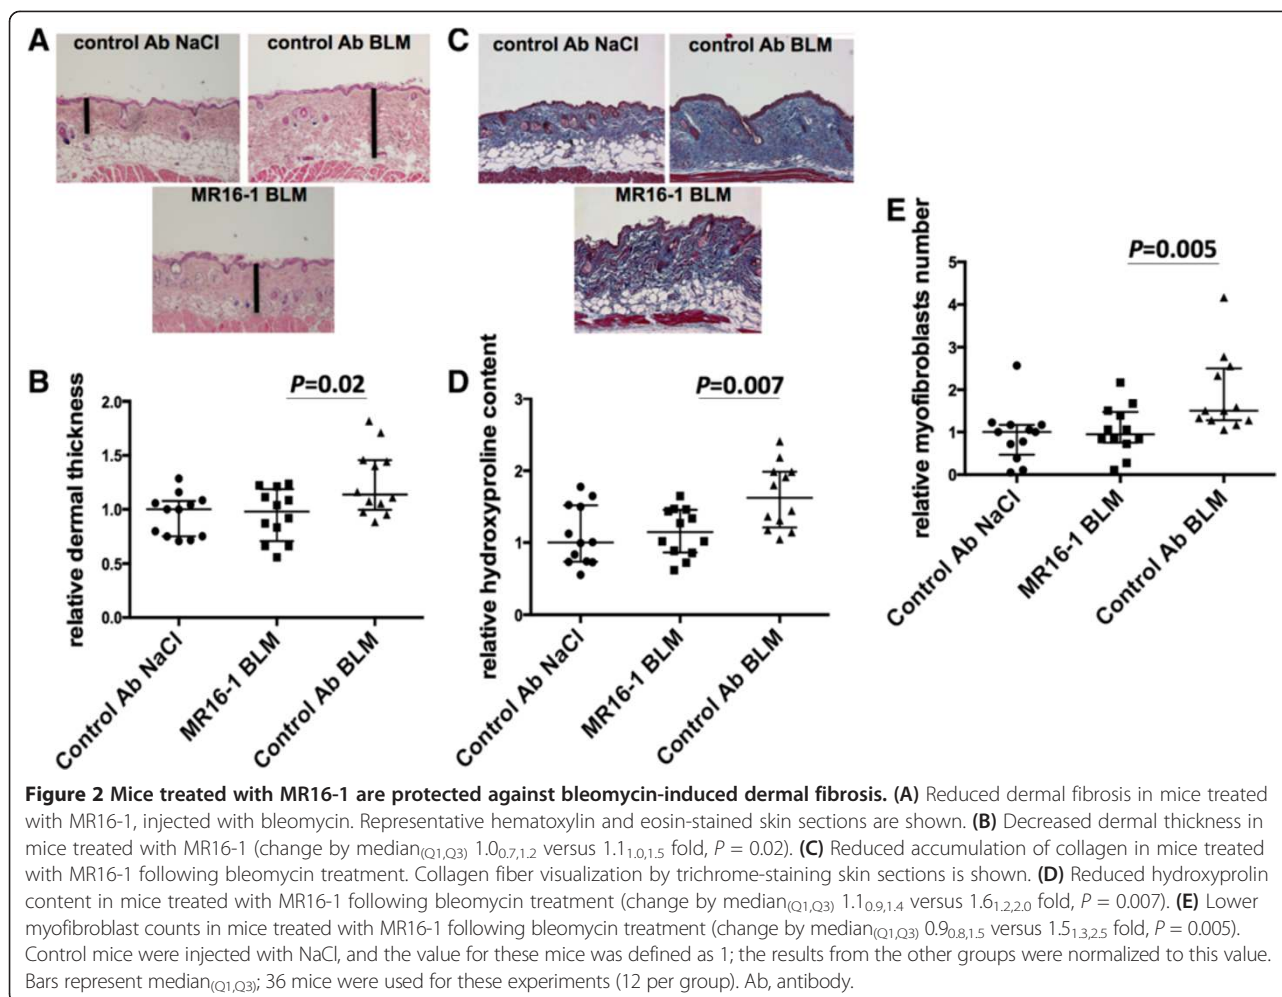 A
control Ab NaCl
control Ab BLM
MR16-1 BLM
C
control Ab NaCl
control Ab BLM
MR16-1 BLM
B
P=0.02
relative dermal thickness
2.0
1.5
1.0
0.5
0.0
Control Ab NaCl
MR16-1 BLM
Control Ab BLM
D
P=0.007
relative hydroxyproline content
3
2
1
0
Control Ab NaCl
MR16-1 BLM
Control Ab BLM
E
P=0.005
relative myofibroblasts number
5
4
3
2
1
0
Control Ab NaCl
MR16-1 BLM
Control Ab BLM
Figure 2 Mice treated with MR16-1 are protected against bleomycin-induced dermal fibrosis. (A) Reduced dermal fibrosis in mice treated
with MR16-1, injected with bleomycin. Representative hematoxylin and eosin-stained skin sections are shown. (B) Decreased dermal thickness in
mice treated with MR16-1 (change by median(Q1,Q3) 1.00.7,1.2 versus 1.11.0,1.5 fold, P = 0.02). (C) Reduced accumulation of collagen in mice treated
with MR16-1 following bleomycin treatment. Collagen fiber visualization by trichrome-staining skin sections is shown. (D) Reduced hydroxyprolin
content in mice treated with MR16-1 following bleomycin treatment (change by median(Q1,Q3) 1.10.9,1.4 versus 1.61.2,2.0 fold, P = 0.007). (E) Lower
myofibroblast counts in mice treated with MR16-1 following bleomycin treatment (change by median(Q1,Q3) 0.90.8,1.5 versus 1.51.3,2.5 fold, P = 0.005).
Control mice were injected with NaCl, and the value for these mice was defined as 1; the results from the other groups were normalized to this value.
Bars represent median(Q1,Q3); 36 mice were used for these experiments (12 per group). Ab, antibody.